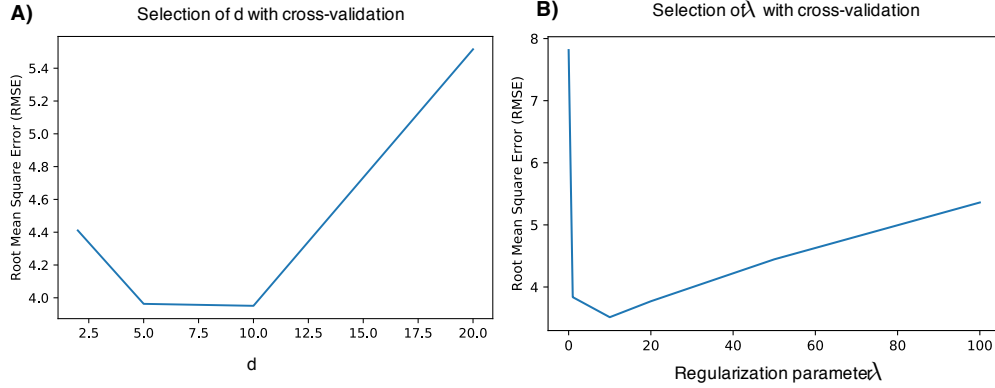 A)
Selection of d with cross-validation
Root Mean Square Error (RMSE)
5.4
5.2
5.0
4.8
4.6
4.4
4.2
4.0
2.5 5.0 7.5 10.0 12.5 15.0 17.5 20.0
d
B)
Selection of λ with cross-validation
Root Mean Square Error (RMSE)
8
7
6
5
4
0 20 40 60 80 100
Regularization parameter λ